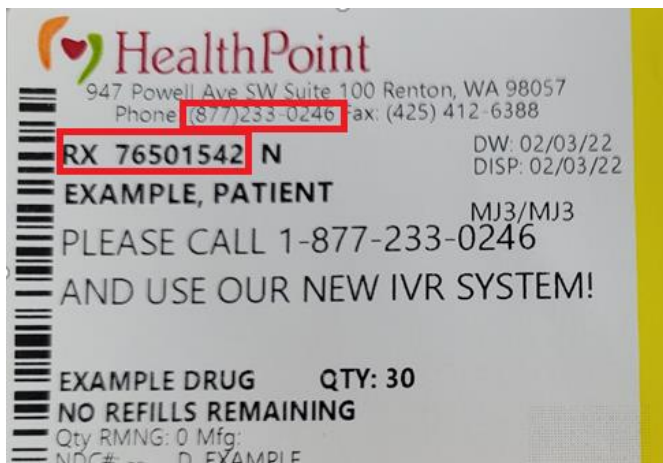 HealthPoint
947 Powell Ave SW Suite 100 Renton, WA 98057
Phone (877)233-0246 Fax: (425) 412-6388
RX 76501542 N
DW: 02/03/22
DISP: 02/03/22
EXAMPLE, PATIENT
MJ3/MJ3
PLEASE CALL 1-877-233-0246
AND USE OUR NEW IVR SYSTEM!
EXAMPLE DRUG QTY: 30
NO REFILLS REMAINING
Qty RMNG: 0 Mfg:
NDC#: D. EXAMPLE